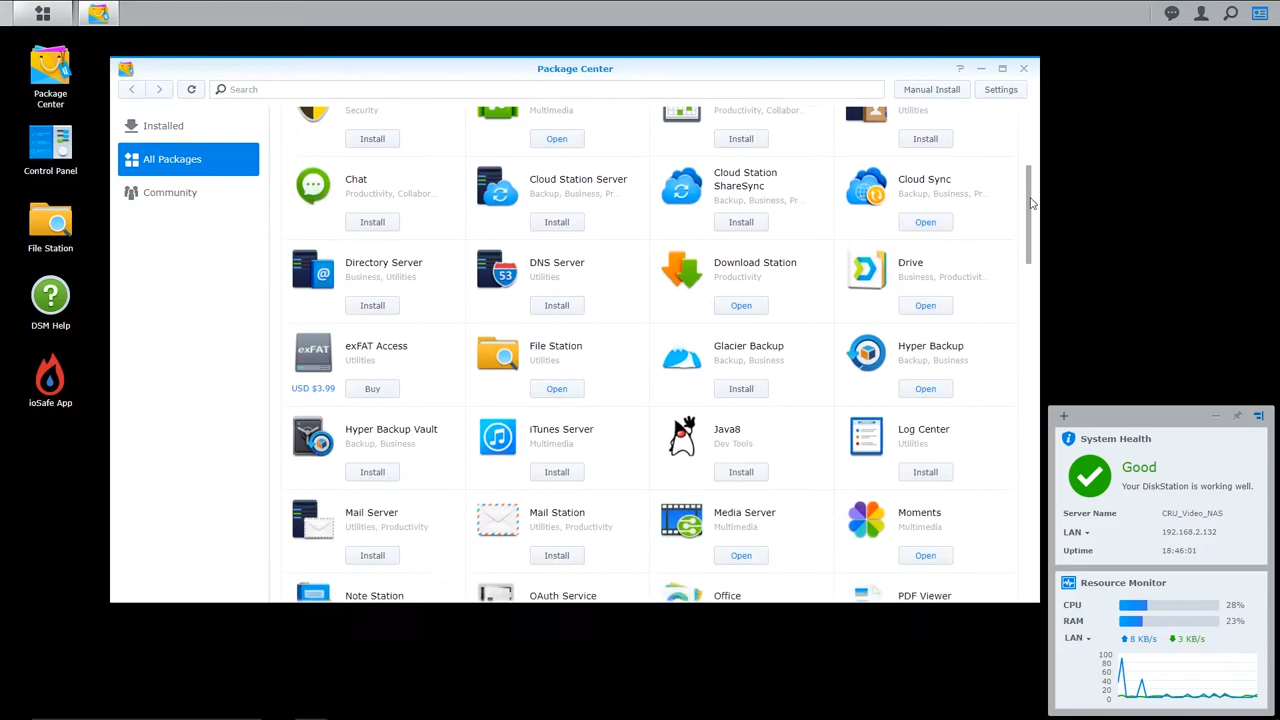 Package Center
Search
Manual Install
Settings
Package
Center
Control Panel
File Station
DSM Help
ioSafe App
Installed
All Packages
Community
Security
Install
Multimedia
Open
Productivity, Collabor...
Install
Utilities
Install
Chat
Productivity, Collabor...
Install
Cloud Station Server
Backup, Business, Pr...
Install
Cloud Station
ShareSync
Backup, Business, Pr...
Install
Cloud Sync
Backup, Business, Pr...
Open
Directory Server
Business, Utilities
Install
DNS Server
Utilities
Install
53
Download Station
Productivity
Open
Drive
Business, Productivit...
Open
exFAT
exFAT Access
Utilities
USD $3.99
Buy
File Station
Utilities
Open
Glacier Backup
Backup, Business
Install
Hyper Backup
Backup, Business
Open
Hyper Backup Vault
Backup, Business
Install
iTunes Server
Multimedia
Install
Java8
Dev Tools
Install
Log Center
Utilities
Install
Mail Server
Utilities, Productivity
Install
Mail Station
Utilities, Productivity
Install
Media Server
Multimedia
Open
Moments
Multimedia
Open
Note Station
OAuth Service
Office
PDF Viewer
System Health
Good
Your DiskStation is working well.
Server Name CRU_Video_NAS
LAN 192.168.2.132
Uptime 18:46:01
Resource Monitor
CPU 28%
RAM 23%
LAN 8 KB/s 3 KB/s
100
80
60
40
20
0